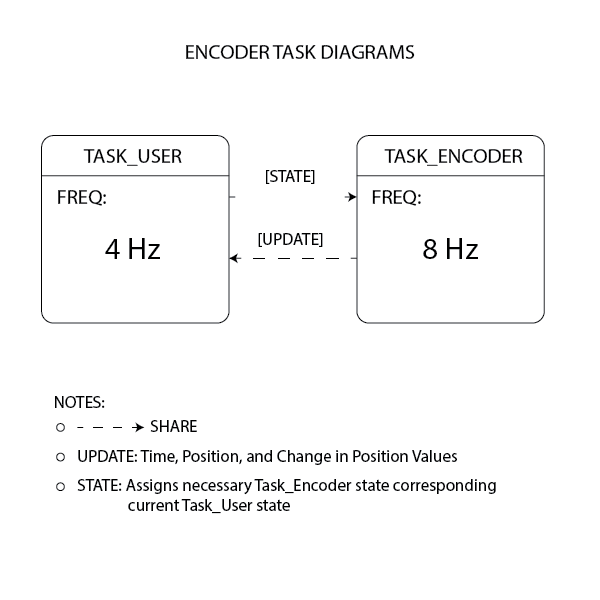 ENCODER TASK DIAGRAMS
TASK_USER
FREQ:
4 Hz
[STATE]
[UPDATE]
TASK_ENCODER
FREQ:
8 Hz
NOTES:
SHARE
UPDATE: Time, Position, and Change in Position Values
STATE: Assigns necessary Task_Encoder state corresponding
current Task_User state